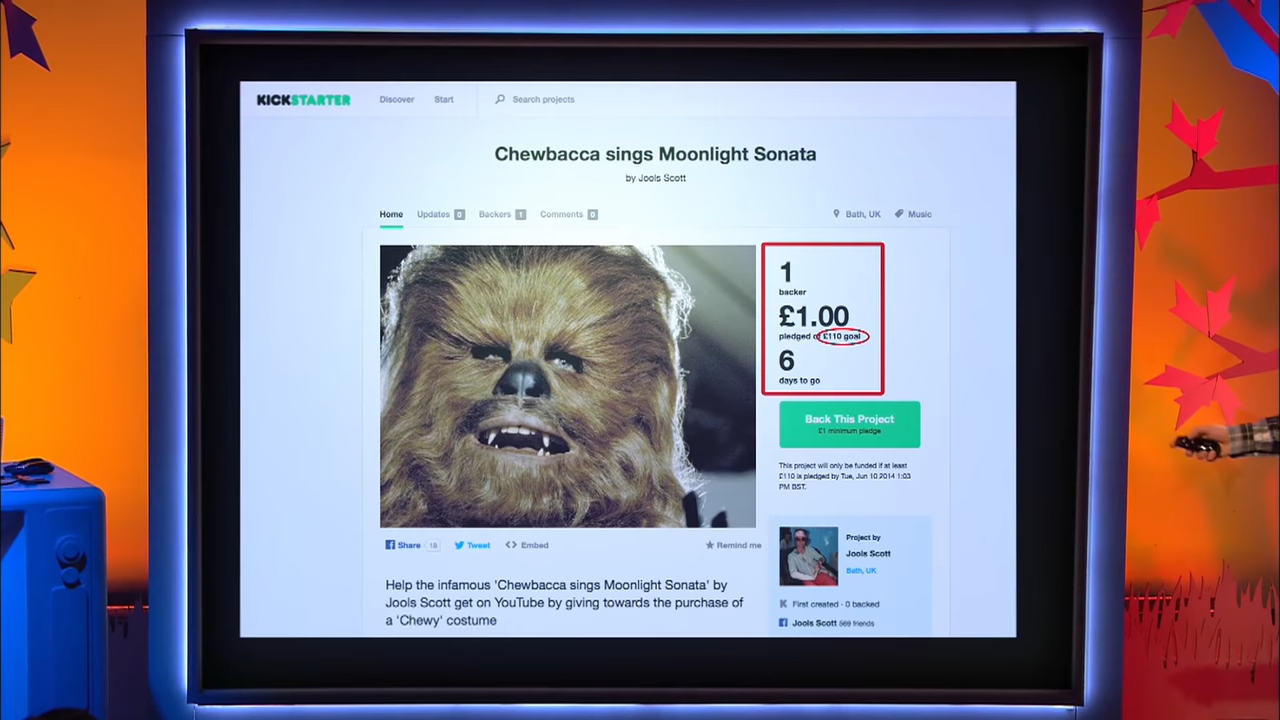 KICKSTARTER Discover Start Search projects
Chewbacca sings Moonlight Sonata
by Jools Scott
Home Updates 0 Backers 1 Comments 0 Bath, UK Music
1
backer
£1.00
pledged of £110 goal
6
days to go
Back This Project
£1 minimum pledge
This project will only be funded if at least
£110 is pledged by Tue, Jun 10 2014 1:03
PM BST.
Share 18 Tweet Embed Remind me
Help the infamous 'Chewbacca sings Moonlight Sonata' by
Jools Scott get on YouTube by giving towards the purchase of
a 'Chewy' costume
Project by
Jools Scott
Bath, UK
First created · 0 backed
Jools Scott 569 friends